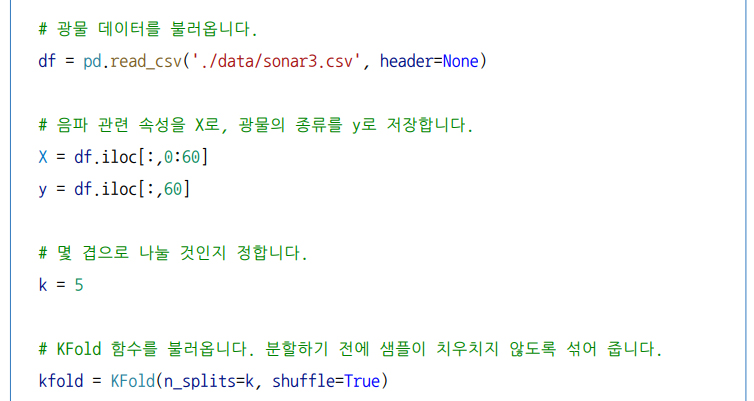 # 광물 데이터를 불러옵니다.
df = pd.read_csv('./data/sonar3.csv', header=None)
# 음파 관련 속성을 X로, 광물의 종류를 y로 저장합니다.
X = df.iloc[:,0:60]
y = df.iloc[:,60]
# 몇 겹으로 나눌 것인지 정합니다.
k = 5
# KFold 함수를 불러옵니다. 분할하기 전에 샘플이 치우치지 않도록 섞어 줍니다.
kfold = KFold(n_splits=k, shuffle=True)